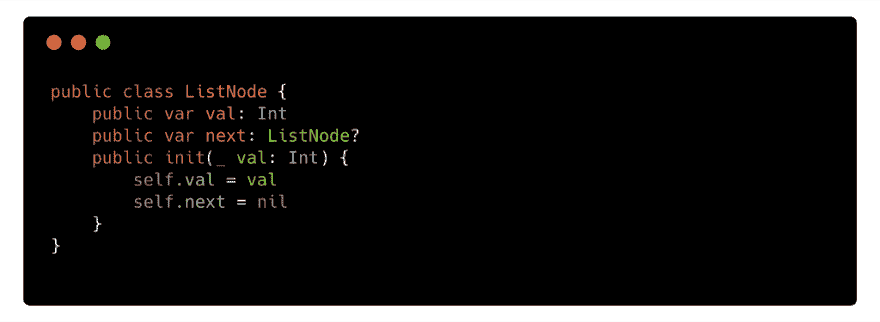 public class ListNode {
    public var val: Int
    public var next: ListNode?
    public init(_ val: Int) {
        self.val = val
        self.next = nil
    }
}